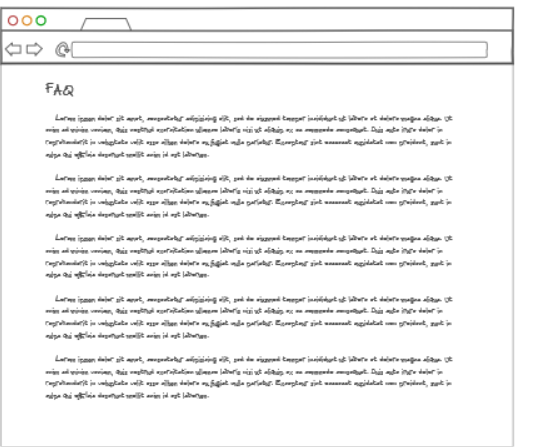 FAQ
Lorem ipsum dolor sit amet, consectetur adipisicing elit, sed do eiusmod tempor incididunt ut labore et dolore magna aliqua. Ut
enim ad minim veniam, quis nostrud exercitation ullamco laboris nisi ut aliquip ex ea commodo consequat. Duis aute irure dolor in
reprehenderit in voluptate velit esse cillum dolore eu fugiat nulla pariatur. Excepteur sint occaecat cupidatat non proident, sunt in
culpa qui officia deserunt mollit anim id est laborum.
Lorem ipsum dolor sit amet, consectetur adipisicing elit, sed do eiusmod tempor incididunt ut labore et dolore magna aliqua. Ut
enim ad minim veniam, quis nostrud exercitation ullamco laboris nisi ut aliquip ex ea commodo consequat. Duis aute irure dolor in
reprehenderit in voluptate velit esse cillum dolore eu fugiat nulla pariatur. Excepteur sint occaecat cupidatat non proident, sunt in
culpa qui officia deserunt mollit anim id est laborum.
Lorem ipsum dolor sit amet, consectetur adipisicing elit, sed do eiusmod tempor incididunt ut labore et dolore magna aliqua. Ut
enim ad minim veniam, quis nostrud exercitation ullamco laboris nisi ut aliquip ex ea commodo consequat. Duis aute irure dolor in
reprehenderit in voluptate velit esse cillum dolore eu fugiat nulla pariatur. Excepteur sint occaecat cupidatat non proident, sunt in
culpa qui officia deserunt mollit anim id est laborum.
Lorem ipsum dolor sit amet, consectetur adipisicing elit, sed do eiusmod tempor incididunt ut labore et dolore magna aliqua. Ut
enim ad minim veniam, quis nostrud exercitation ullamco laboris nisi ut aliquip ex ea commodo consequat. Duis aute irure dolor in
reprehenderit in voluptate velit esse cillum dolore eu fugiat nulla pariatur. Excepteur sint occaecat cupidatat non proident, sunt in
culpa qui officia deserunt mollit anim id est laborum.
Lorem ipsum dolor sit amet, consectetur adipisicing elit, sed do eiusmod tempor incididunt ut labore et dolore magna aliqua. Ut
enim ad minim veniam, quis nostrud exercitation ullamco laboris nisi ut aliquip ex ea commodo consequat. Duis aute irure dolor in
reprehenderit in voluptate velit esse cillum dolore eu fugiat nulla pariatur. Excepteur sint occaecat cupidatat non proident, sunt in
culpa qui officia deserunt mollit anim id est laborum.